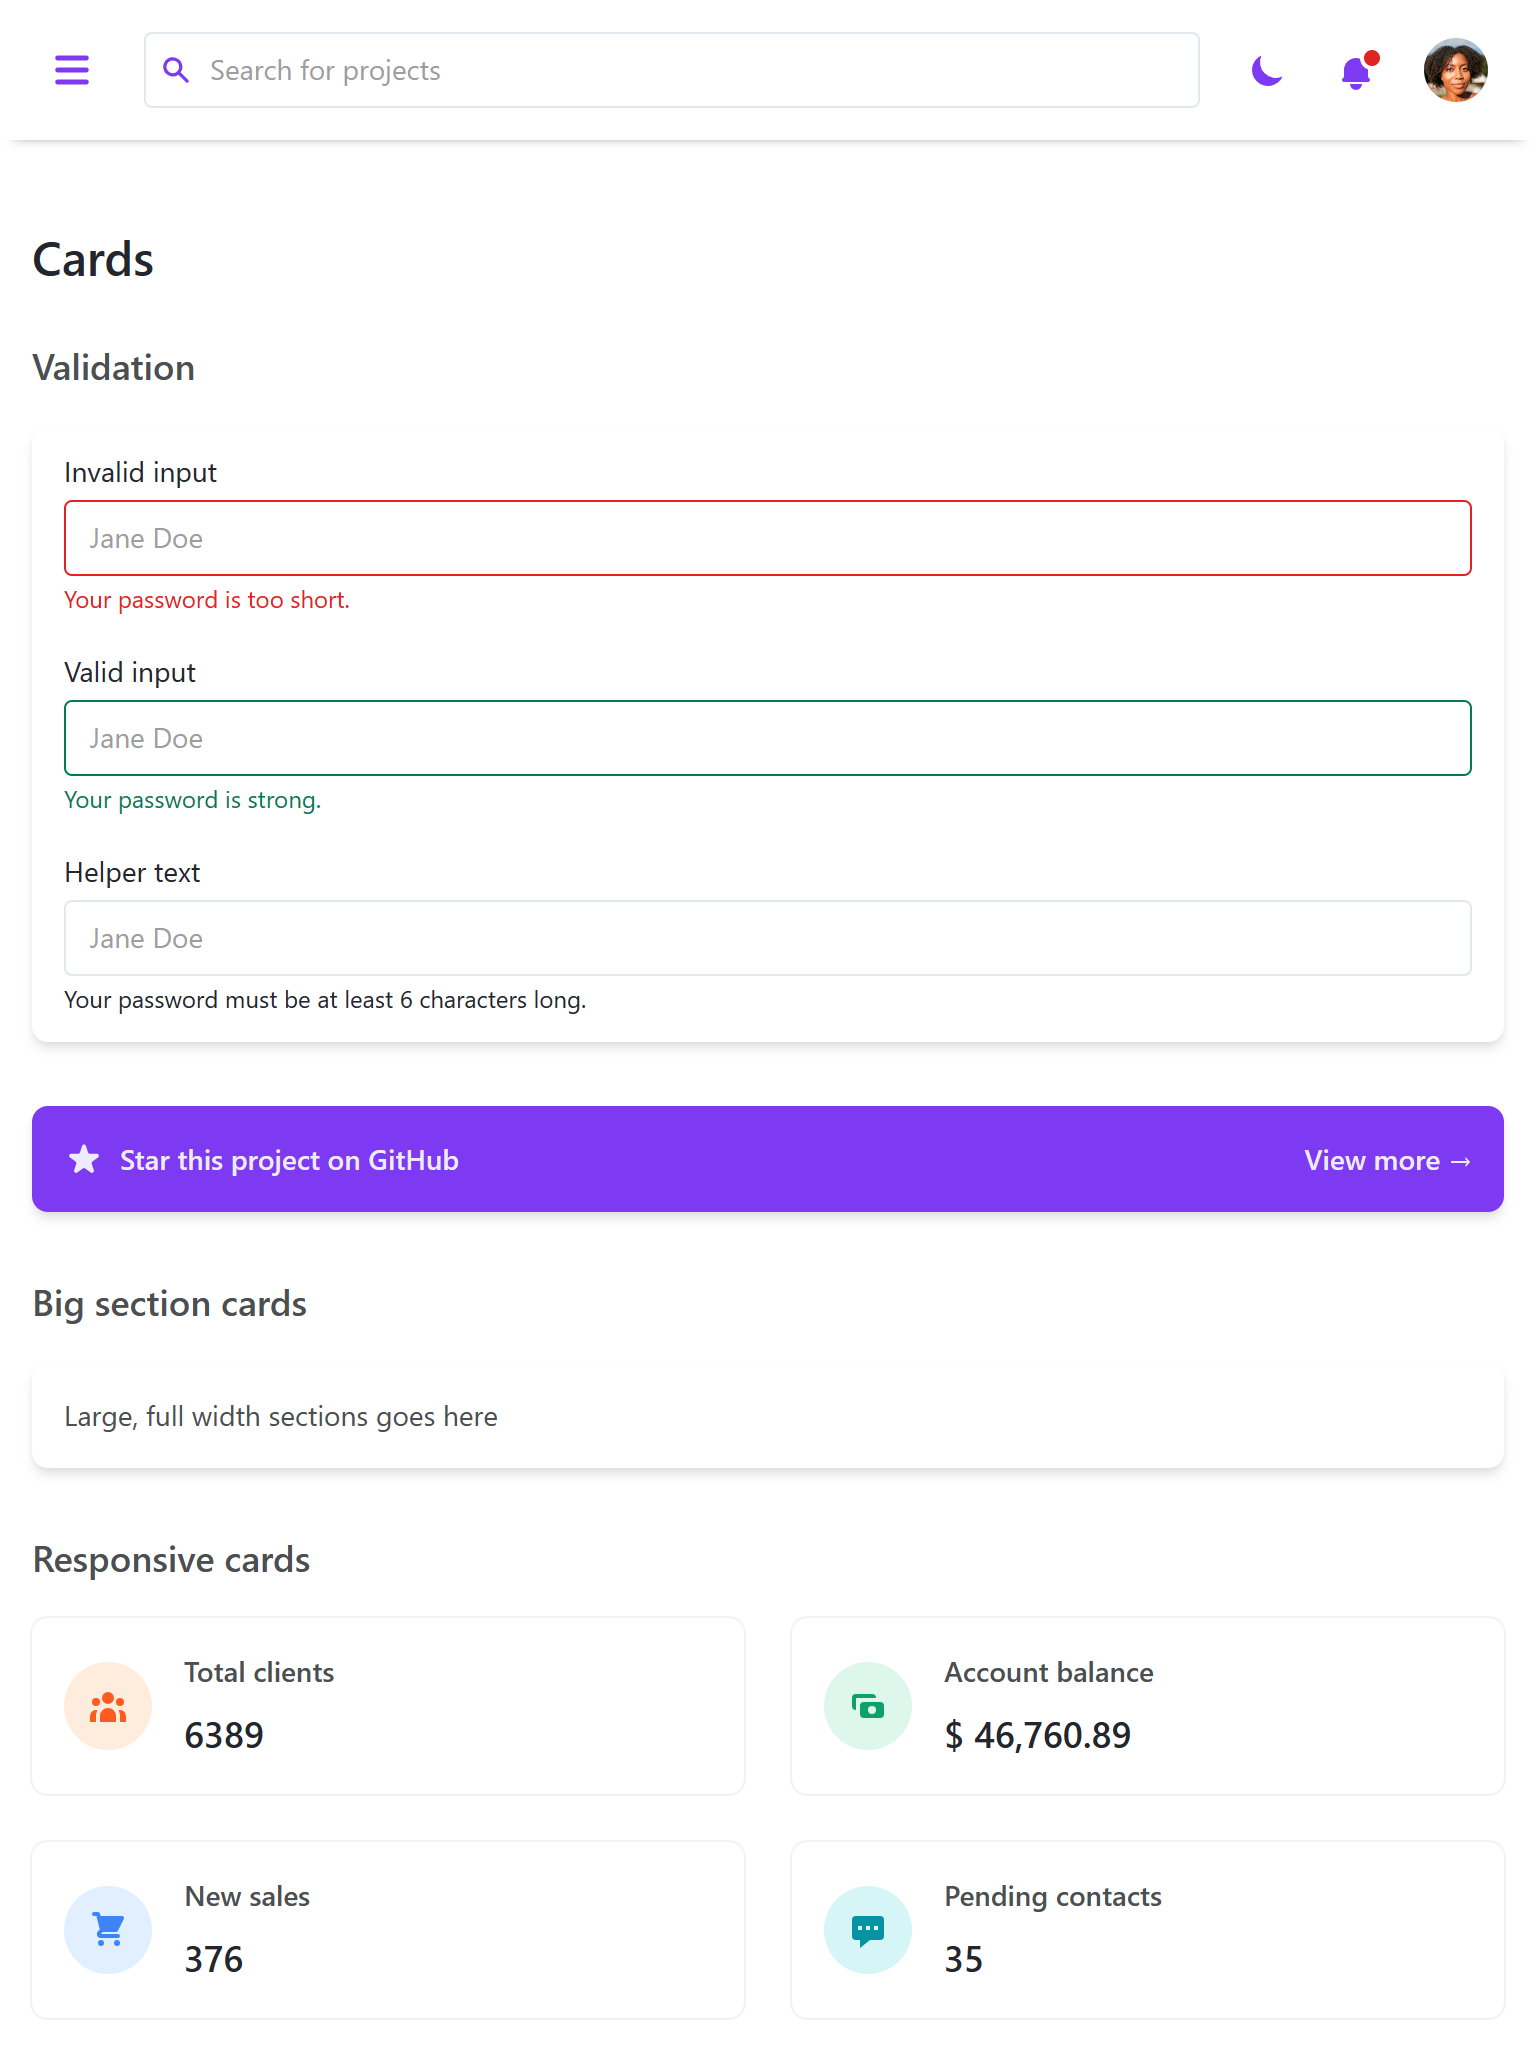 Search for projects
Cards
Validation
Invalid input
Jane Doe
Your password is too short.
Valid input
Jane Doe
Your password is strong.
Helper text
Jane Doe
Your password must be at least 6 characters long.
Star this project on GitHub
View more →
Big section cards
Large, full width sections goes here
Responsive cards
Total clients
6389
Account balance
$ 46,760.89
New sales
376
Pending contacts
35